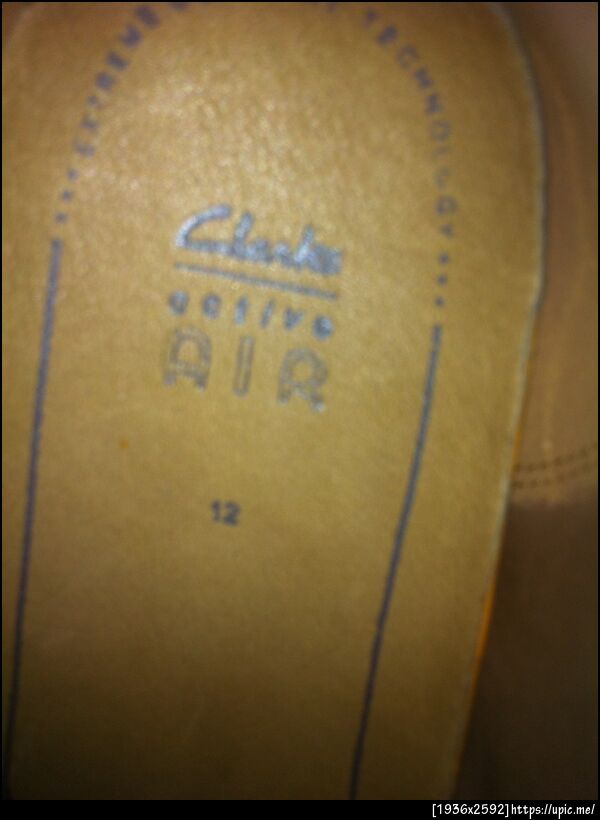 EXTREME TECHNOLOGY
Clarks
active
AIR
12
[1936x2592]https://upic.me/